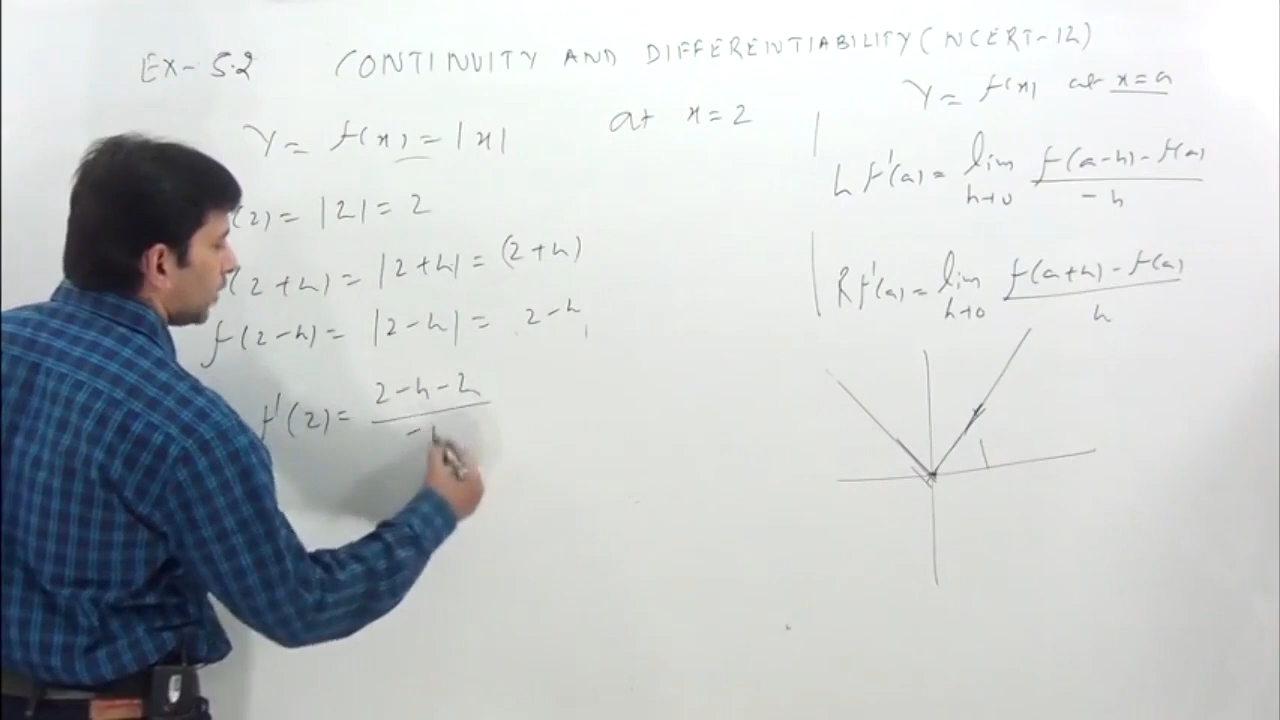 EX-5.2 CONTINUITY AND DIFFERENTIABILITY (NCERT-12)
Y = f(x) = |x| at x = 2
(2) = |2| = 2
(2+h) = |2+h| = (2+h)
f(2-h) = |2-h| = 2-h
f'(2) = 2-h-2 / -h
Y = f(x) at x = a
L f'(a) = lim h→0 f(a-h) - f(a) / -h
R f'(a) = lim h→0 f(a+h) - f(a) / h